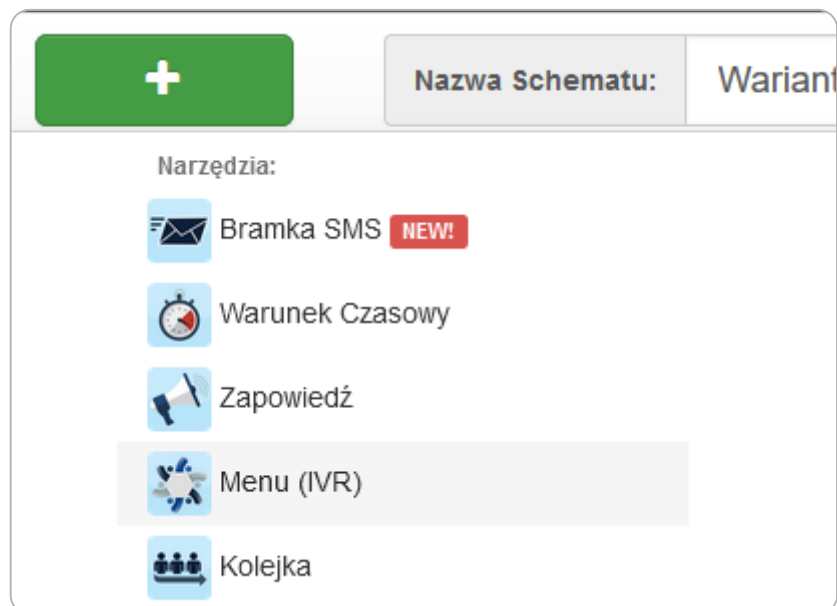 Nazwa Schematu: Wariant
Narzędzia:
Bramka SMS NEW!
Warunek Czasowy
Zapowiedź
Menu (IVR)
Kolejka